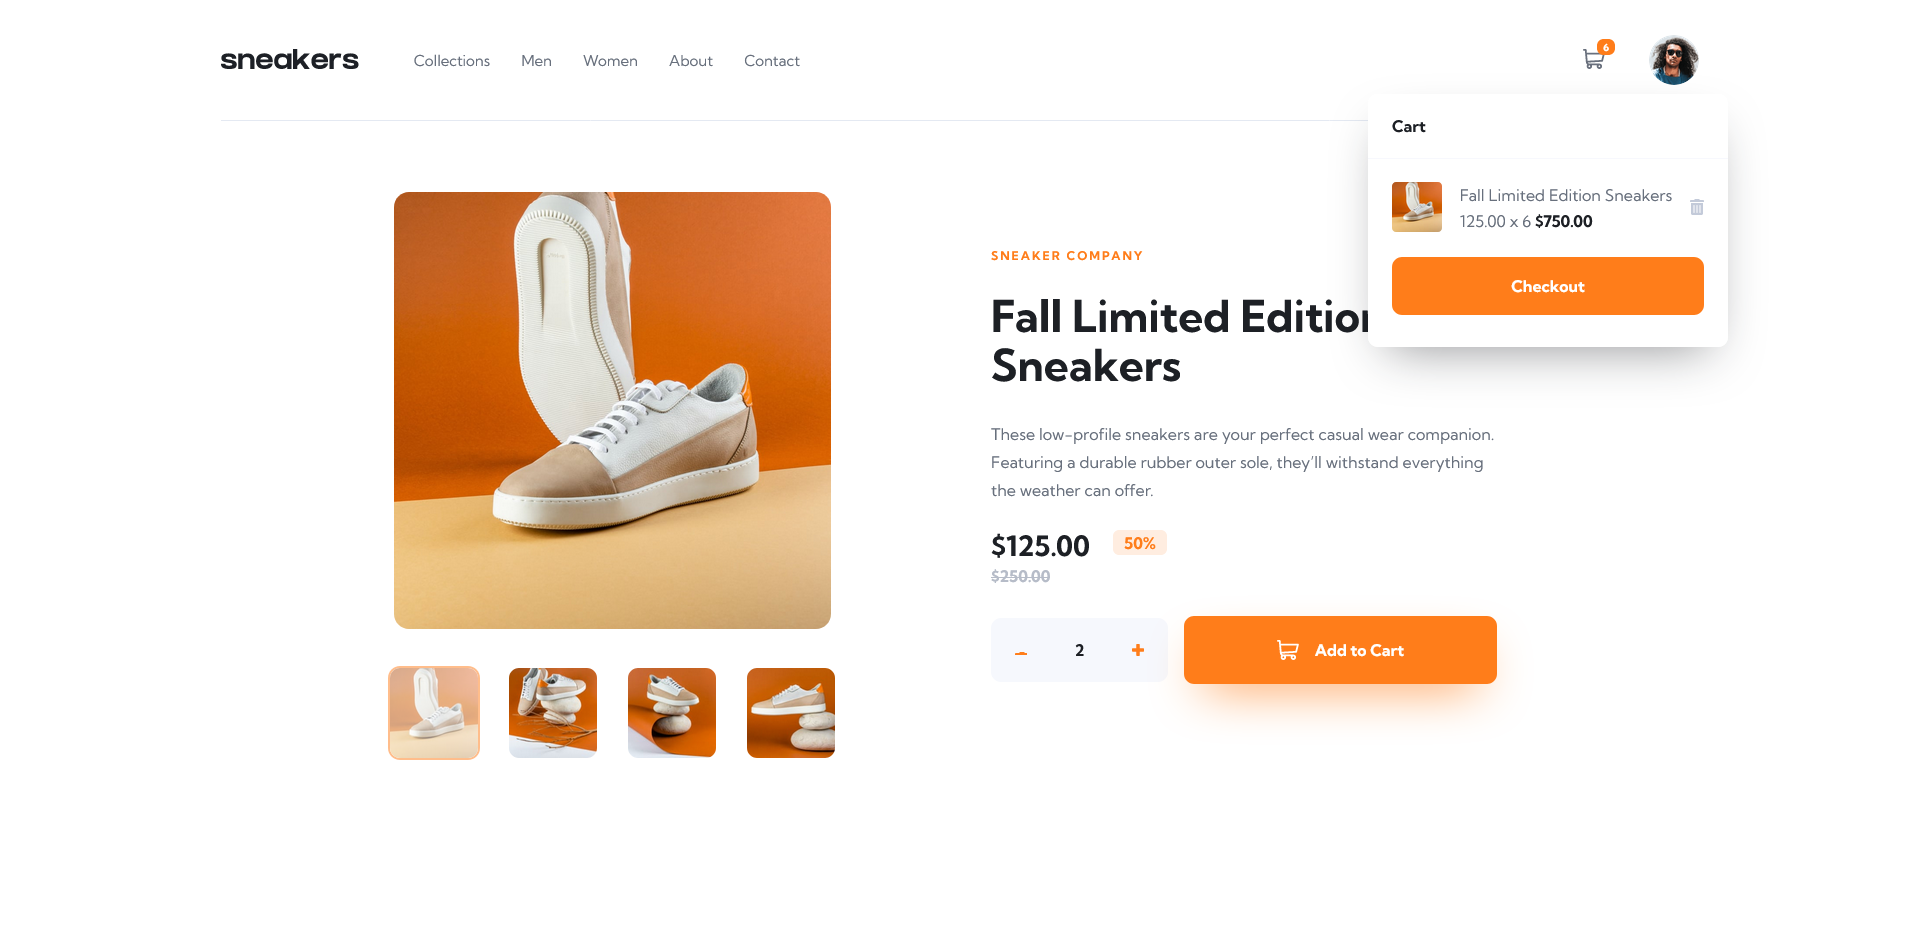 sneakers
Collections
Men
Women
About
Contact
6
Cart
Fall Limited Edition Sneakers
125.00 x 6 $750.00
Checkout
SNEAKER COMPANY
Fall Limited Edition
Sneakers
These low-profile sneakers are your perfect casual wear companion.
Featuring a durable rubber outer sole, they’ll withstand everything
the weather can offer.
$125.00
50%
$250.00
2
Add to Cart